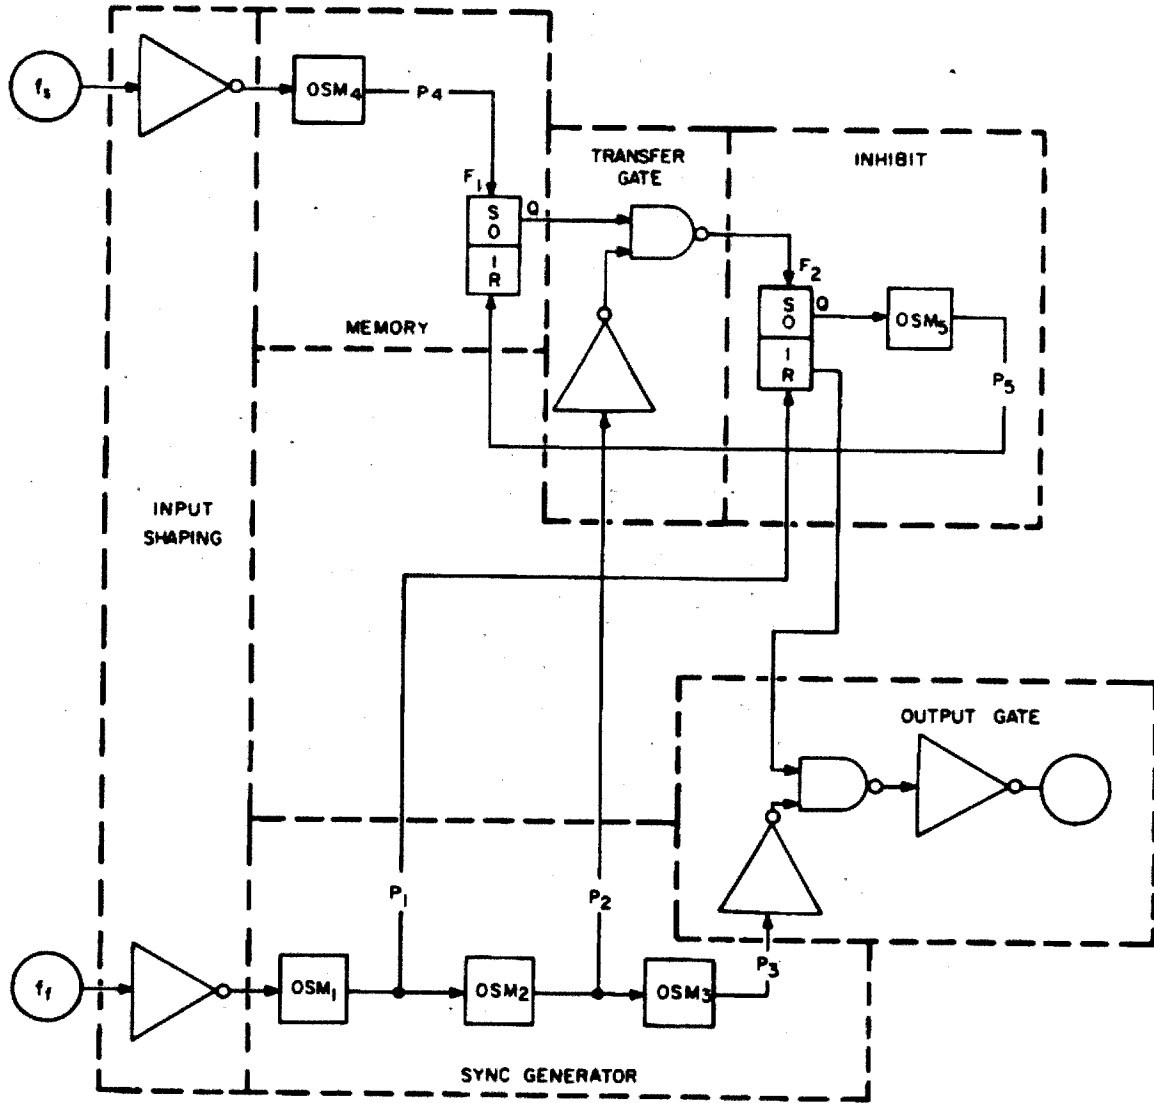 fs
OSM4
P4
TRANSFER
GATE
INHIBIT
F1
S
O
Q
I
R
F2
S
O
Q
OSM5
I
R
P5
MEMORY
INPUT
SHAPING
OUTPUT GATE
P1
P2
P3
ff
OSM1
OSM2
OSM3
SYNC GENERATOR